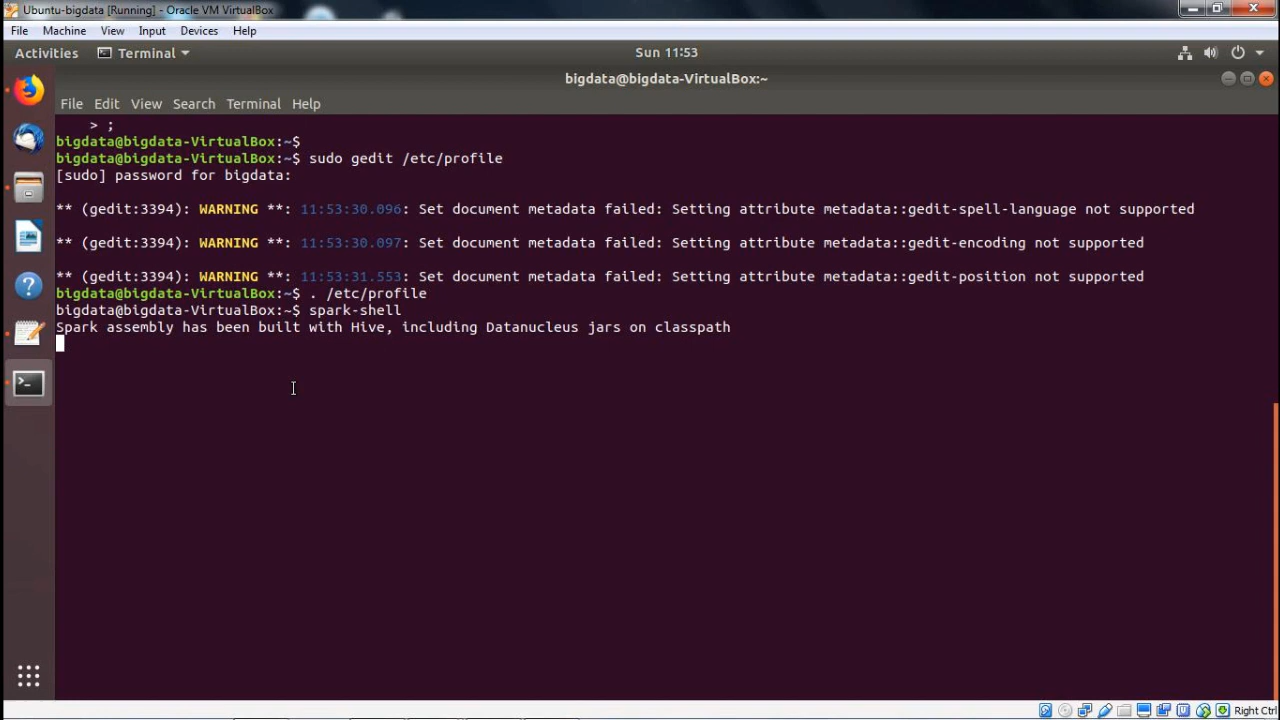 Ubuntu-bigdata [Running] - Oracle VM VirtualBox
File Machine View Input Devices Help
Activities Terminal Sun 11:53
bigdata@bigdata-VirtualBox:~
File Edit View Search Terminal Help
> ;
bigdata@bigdata-VirtualBox:~$
bigdata@bigdata-VirtualBox:~$ sudo gedit /etc/profile
[sudo] password for bigdata:
** (gedit:3394): WARNING **: 11:53:30.096: Set document metadata failed: Setting attribute metadata::gedit-spell-language not supported
** (gedit:3394): WARNING **: 11:53:30.097: Set document metadata failed: Setting attribute metadata::gedit-encoding not supported
** (gedit:3394): WARNING **: 11:53:31.553: Set document metadata failed: Setting attribute metadata::gedit-position not supported
bigdata@bigdata-VirtualBox:~$ . /etc/profile
bigdata@bigdata-VirtualBox:~$ spark-shell
Spark assembly has been built with Hive, including Datanucleus jars on classpath
Right Ctrl